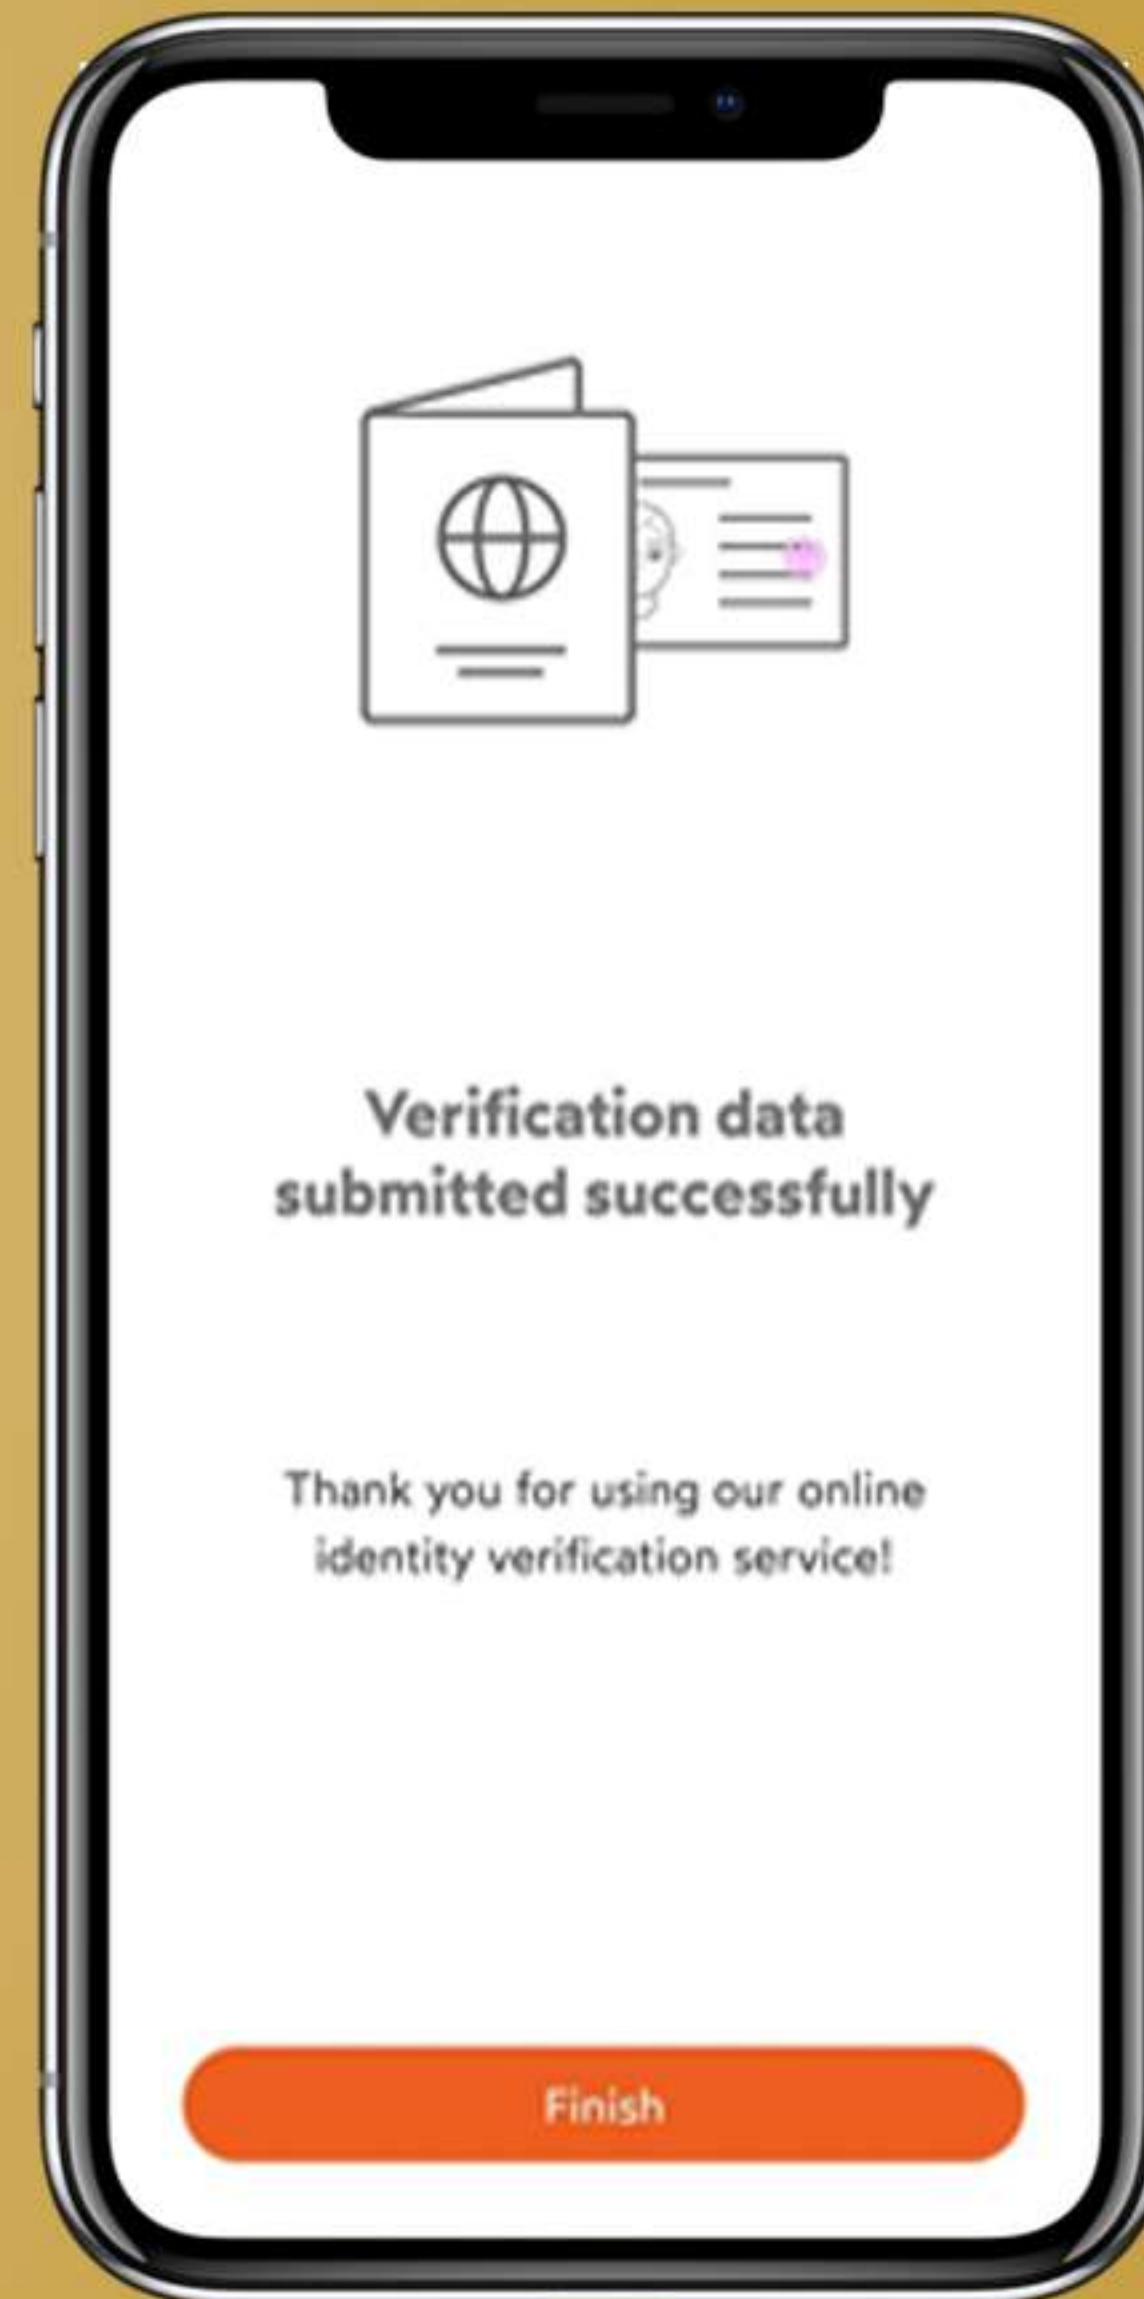 Verification data
submitted successfully
Thank you for using our online
identity verification service!
Finish